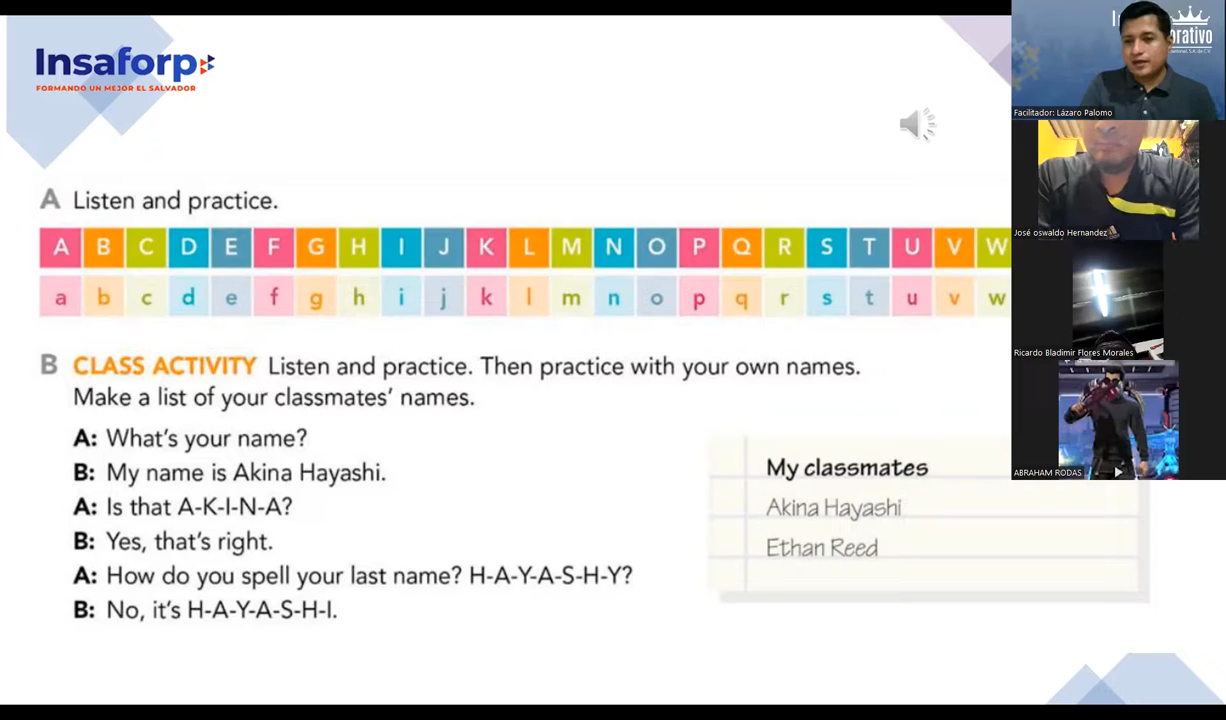 Insaforp
FORMANDO UN MEJOR EL SALVADOR
A Listen and practice.
A B C D E F G H I J K L M N O P Q R S T U V W
a b c d e f g h i j k l m n o p q r s t u v w
B CLASS ACTIVITY Listen and practice. Then practice with your own names.
Make a list of your classmates' names.
A: What's your name?
B: My name is Akina Hayashi.
A: Is that A-K-I-N-A?
B: Yes, that's right.
A: How do you spell your last name? H-A-Y-A-S-H-Y?
B: No, it's H-A-Y-A-S-H-I.
My classmates
Akina Hayashi
Ethan Reed
Facilitador: Lázaro Palomo
José oswaldo Hernandez
Ricardo Bladimir Flores Morales
ABRAHAM RODAS